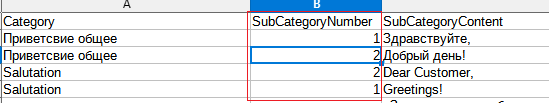 A B
Category SubCategoryNumber SubCategoryContent
Приветсвие общее 1 Здравствуйте,
Приветсвие общее 2 Добрый день!
Salutation 2 Dear Customer,
Salutation 1 Greetings!